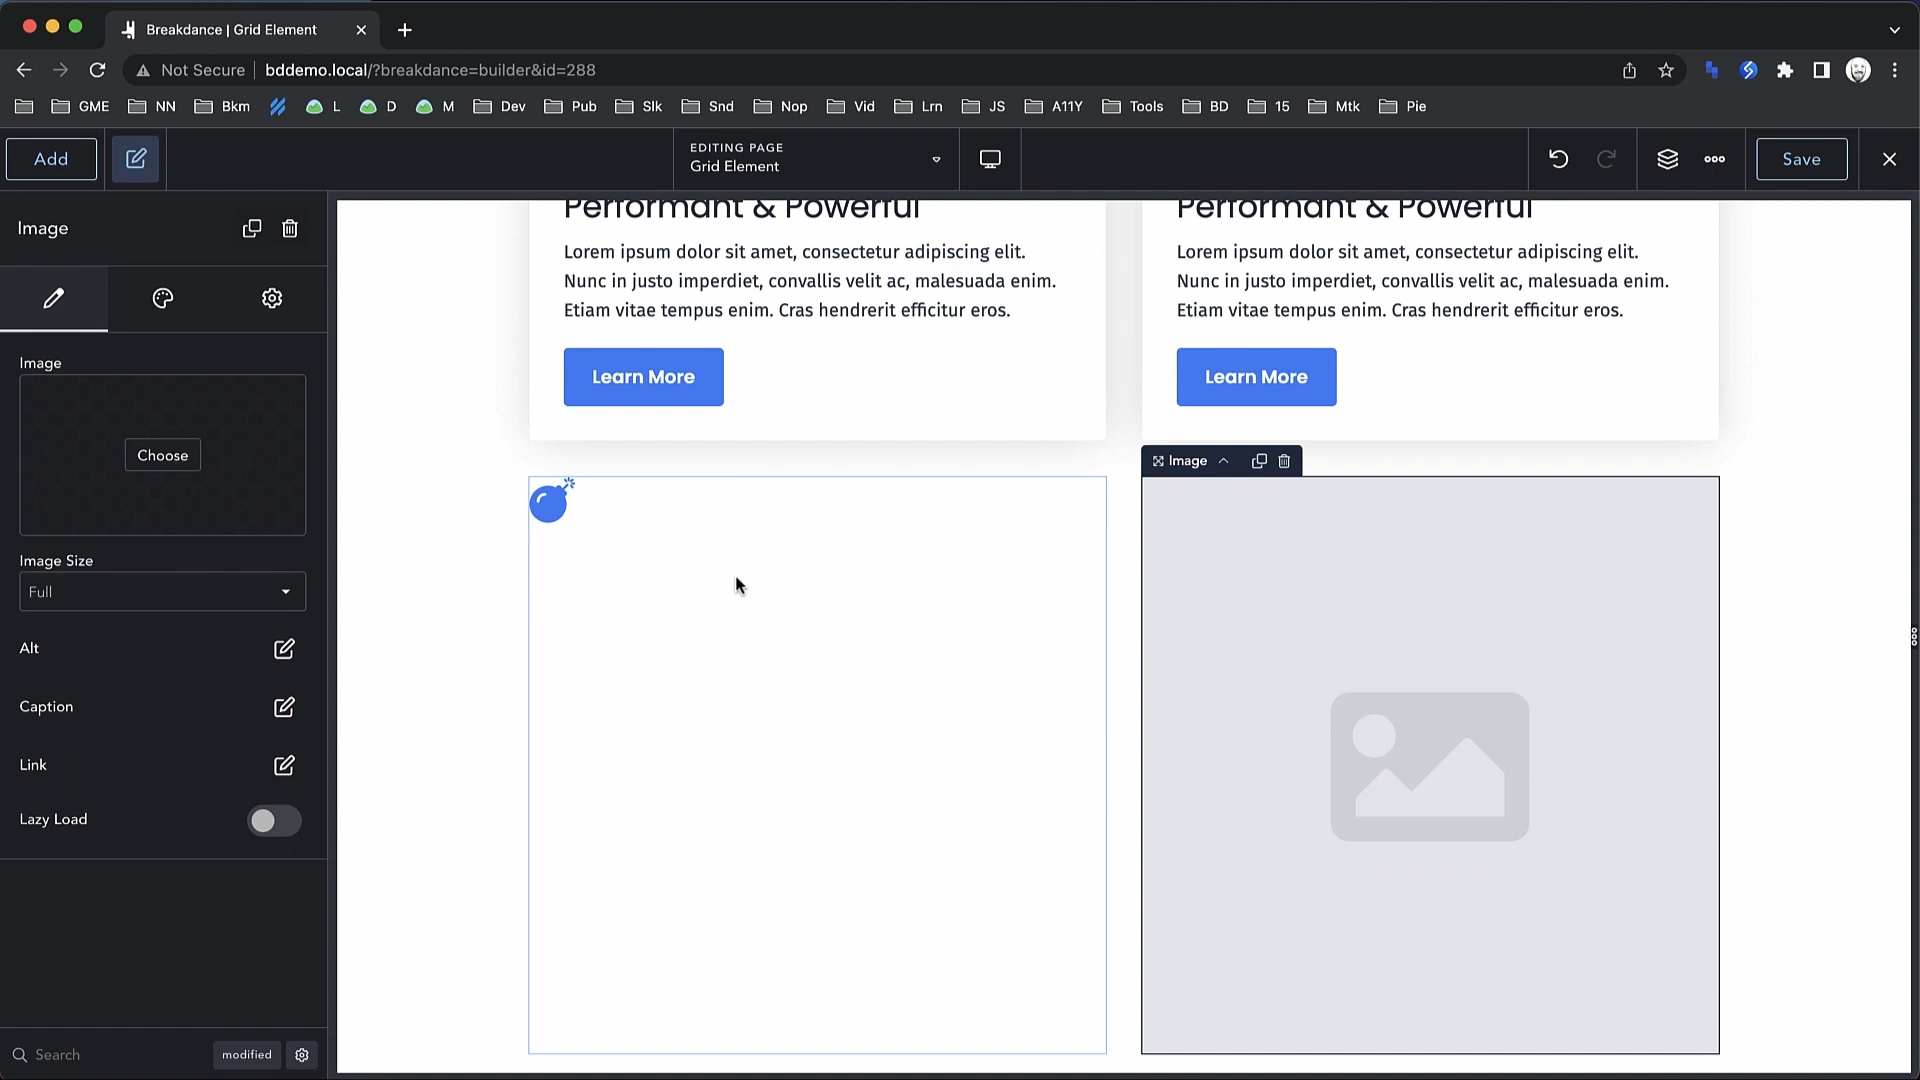 Breakdance | Grid Element
Not Secure
bddemo.local/?breakdance=builder&id=288
GME
NN
Bkm
L
D
M
Dev
Pub
Slk
Snd
Nop
Vid
Lrn
JS
A11Y
Tools
BD
15
Mtk
Pie
Add
EDITING PAGE
Grid Element
Save
Image
Image
Choose
Image Size
Full
Alt
Caption
Link
Lazy Load
Search
modified
Performant & Powerful
Lorem ipsum dolor sit amet, consectetur adipiscing elit.
Nunc in justo imperdiet, convallis velit ac, malesuada enim.
Etiam vitae tempus enim. Cras hendrerit efficitur eros.
Learn More
Performant & Powerful
Lorem ipsum dolor sit amet, consectetur adipiscing elit.
Nunc in justo imperdiet, convallis velit ac, malesuada enim.
Etiam vitae tempus enim. Cras hendrerit efficitur eros.
Learn More
Image